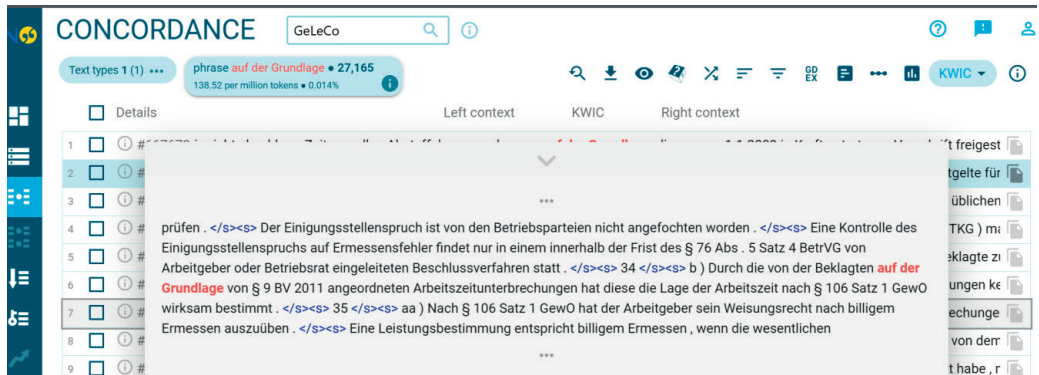 CONCORDANCE
GeLeCo
Text types 1 (1) •••
phrase auf der Grundlage • 27,165
138.52 per million tokens • 0.014%
GD
EX
KWIC
Details Left context KWIC Right context
1 ft freigest
2 # tgelte für
3 # üblichen
4 # TKG ) ma
5 # eklagte zu
6 # ungen ke
7 # echunge
8 # von dem
9 # t habe , r
•••
prüfen . </s><s> Der Einigungsstellenspruch ist von den Betriebsparteien nicht angefochten worden . </s><s> Eine Kontrolle des
Einigungsstellenspruchs auf Ermessensfehler findet nur in einem innerhalb der Frist des § 76 Abs . 5 Satz 4 BetrVG von
Arbeitgeber oder Betriebsrat eingeleiteten Beschlussverfahren statt . </s><s> 34 </s><s> b ) Durch die von der Beklagten auf der
Grundlage von § 9 BV 2011 angeordneten Arbeitszeitunterbrechungen hat diese die Lage der Arbeitszeit nach § 106 Satz 1 GewO
wirksam bestimmt . </s><s> 35 </s><s> aa ) Nach § 106 Satz 1 GewO hat der Arbeitgeber sein Weisungsrecht nach billigem
Ermessen auszuüben . </s><s> Eine Leistungsbestimmung entspricht billigem Ermessen , wenn die wesentlichen
•••